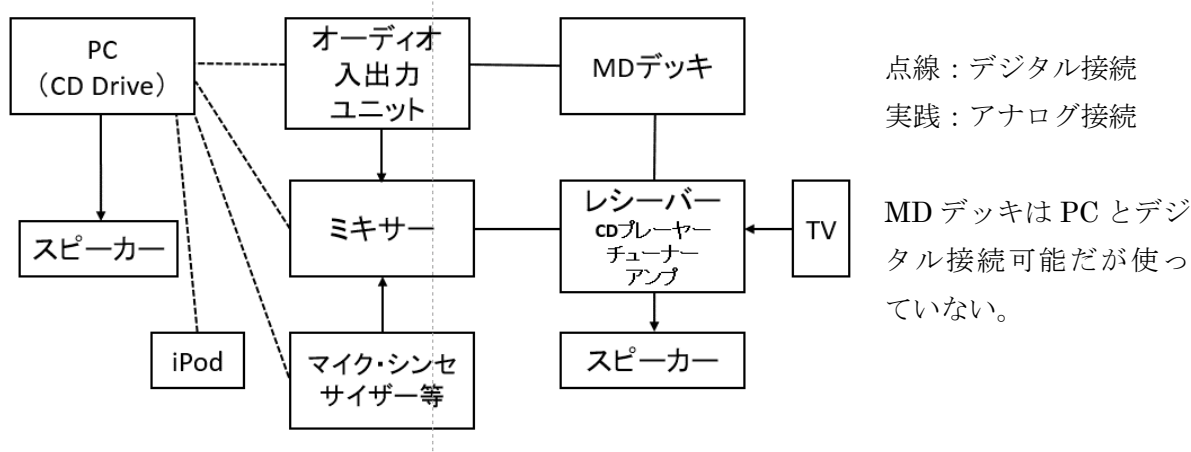 PC
（CD Drive）
オーディオ
入出力
ユニット
MDデッキ
点線：デジタル接続
実践：アナログ接続
スピーカー
ミキサー
レシーバー
CDプレーヤー
チューナー
アンプ
TV
MD デッキは PC とデジ
タル接続可能だが使っ
ていない。
iPod
マイク・シンセ
サイザー等
スピーカー